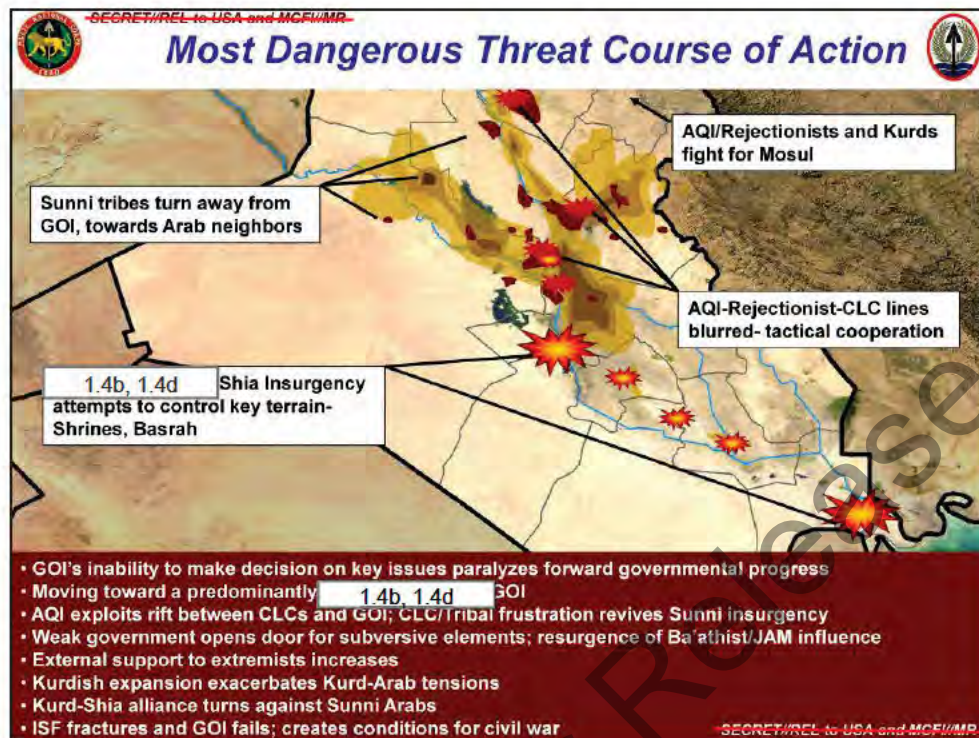 SECRET//REL to USA and MCFI//MR
Most Dangerous Threat Course of Action
AQI/Rejectionists and Kurds
fight for Mosul
Sunni tribes turn away from
GOI, towards Arab neighbors
AQI-Rejectionist-CLC lines
blurred- tactical cooperation
1.4b, 1.4d Shia Insurgency
attempts to control key terrain-
Shrines, Basrah
Release
• GOI's inability to make decision on key issues paralyzes forward governmental progress
• Moving toward a predominantly 1.4b, 1.4d GOI
• AQI exploits rift between CLCs and GOI; CLC/Tribal frustration revives Sunni insurgency
• Weak government opens door for subversive elements; resurgence of Ba'athist/JAM influence
• External support to extremists increases
• Kurdish expansion exacerbates Kurd-Arab tensions
• Kurd-Shia alliance turns against Sunni Arabs
• ISF fractures and GOI fails; creates conditions for civil war
SECRET//REL to USA and MCFI//MR